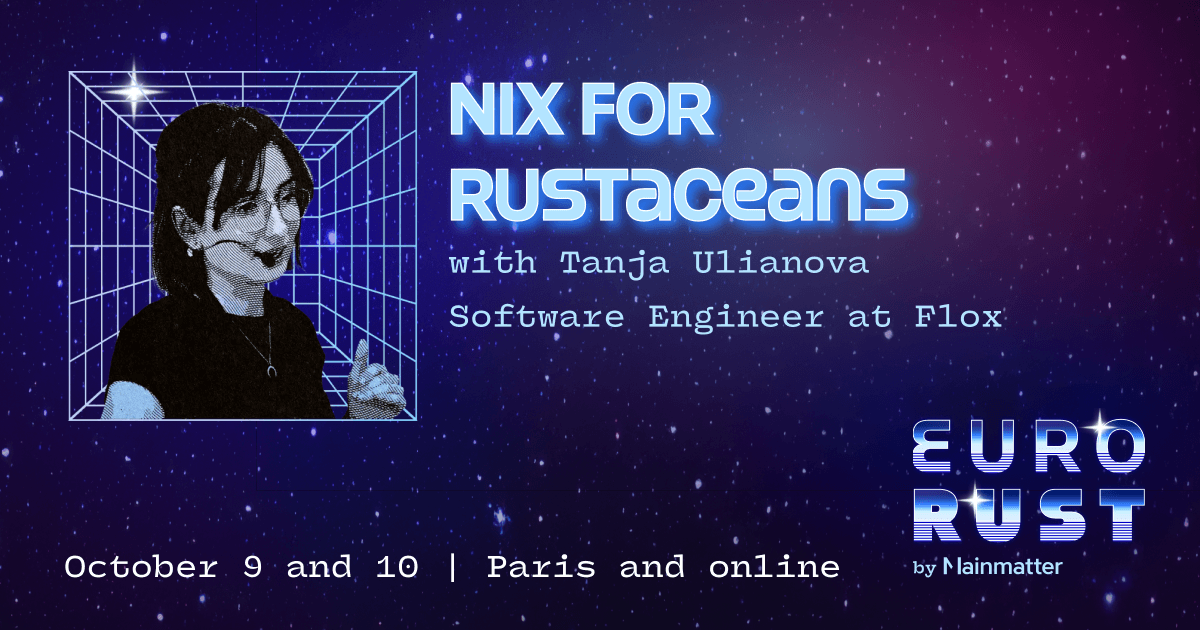 NIX FOR
RUSTaceans
with Tanja Ulianova
Software Engineer at Flox
EURO
RUST
by Mainmatter
October 9 and 10 | Paris and online